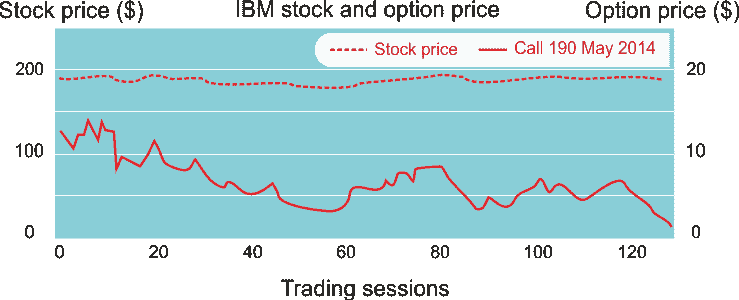 Stock price ($) IBM stock and option price Option price ($)
Stock price Call 190 May 2014
200 20
100 10
0 0
0 20 40 60 80 100 120
Trading sessions